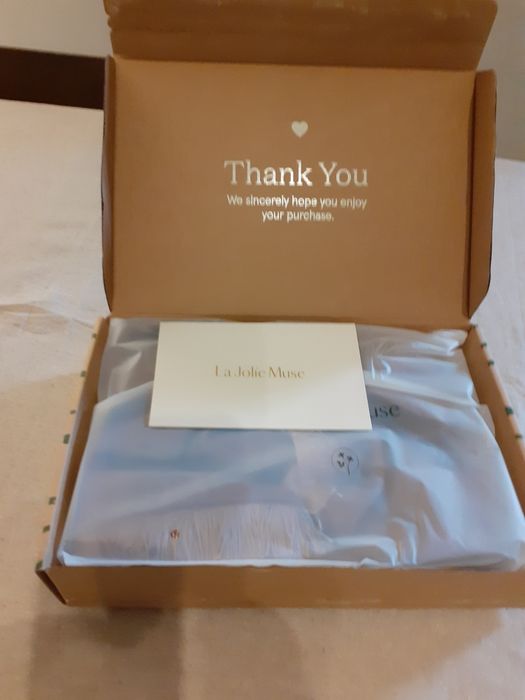 Thank You
We sincerely hope you enjoy
your purchase.
La Jolie Muse